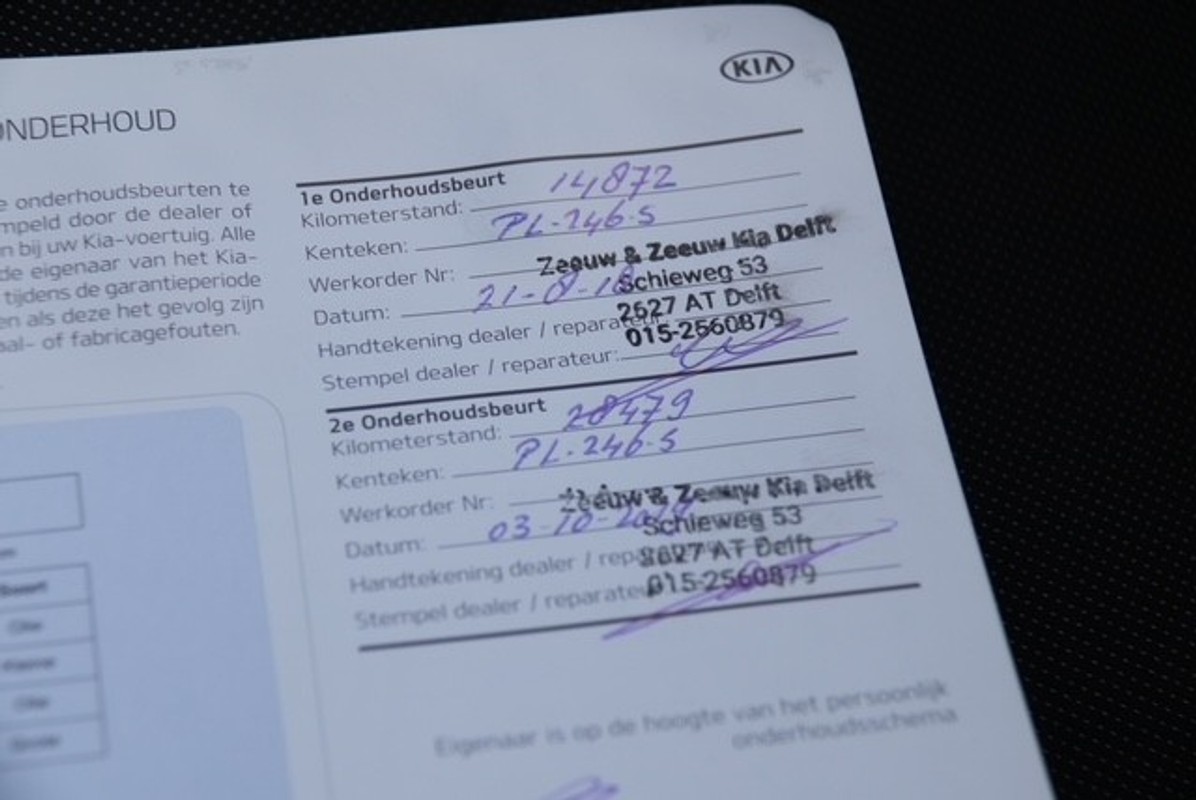 KIA
ONDERHOUD
e onderhoudsbeurten te
mpeld door de dealer of
n bij uw Kia-voertuig. Alle
de eigenaar van het Kia-
tijdens de garantieperiode
en als deze het gevolg zijn
aal- of fabricagefouten.
1e Onderhoudsbeurt
Kilometerstand: 14872
Kenteken: PL-246-S
Werkorder Nr:
Zeeuw & Zeeuw Kia Delft
Datum: 21-8-18
Schieweg 53
2627 AT Delft
Handtekening dealer / reparateur:
015-2560879
Stempel dealer / reparateur:
2e Onderhoudsbeurt
Kilometerstand: 28479
Kenteken: PL-246-S
Werkorder Nr:
Zeeuw & Zeeuw Kia Delft
Datum: 03-10-2019
Schieweg 53
2627 AT Delft
Handtekening dealer / reparateur:
015-2560879
Stempel dealer / reparateur:
Eigenaar is op de hoogte van het persoonlijk
onderhoudsschema